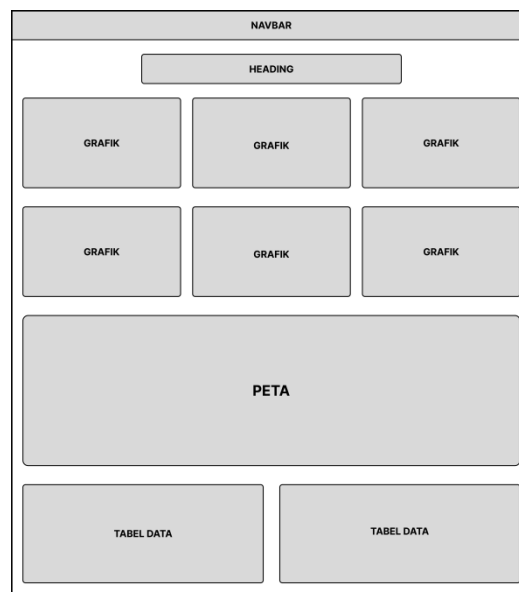 NAVBAR
HEADING
GRAFIK
GRAFIK
GRAFIK
GRAFIK
GRAFIK
GRAFIK
PETA
TABEL DATA
TABEL DATA